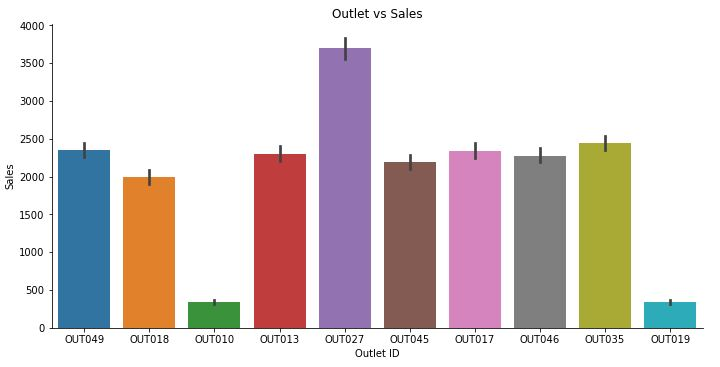 Outlet vs Sales
4000
3500
3000
2500
2000
1500
1000
500
0
Sales
OUT049 OUT018 OUT010 OUT013 OUT027 OUT045 OUT017 OUT046 OUT035 OUT019
Outlet ID